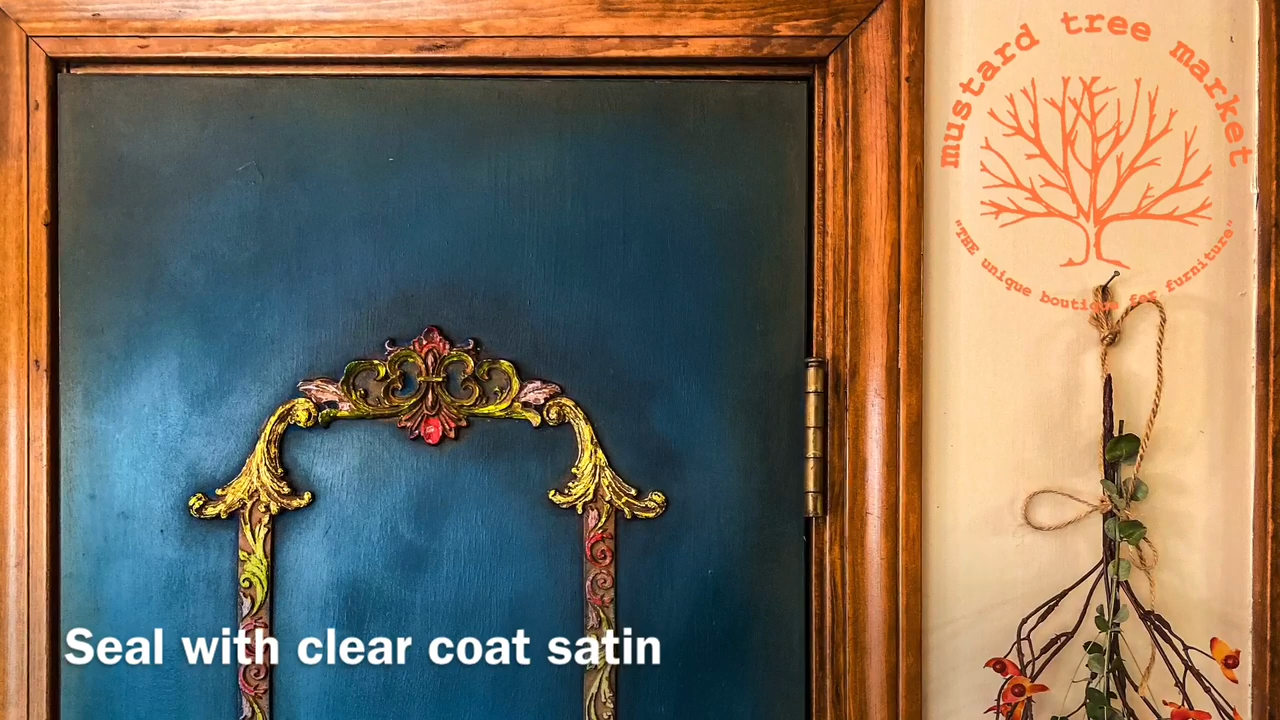 mustard tree market
"THE unique boutique for furniture"
Seal with clear coat satin